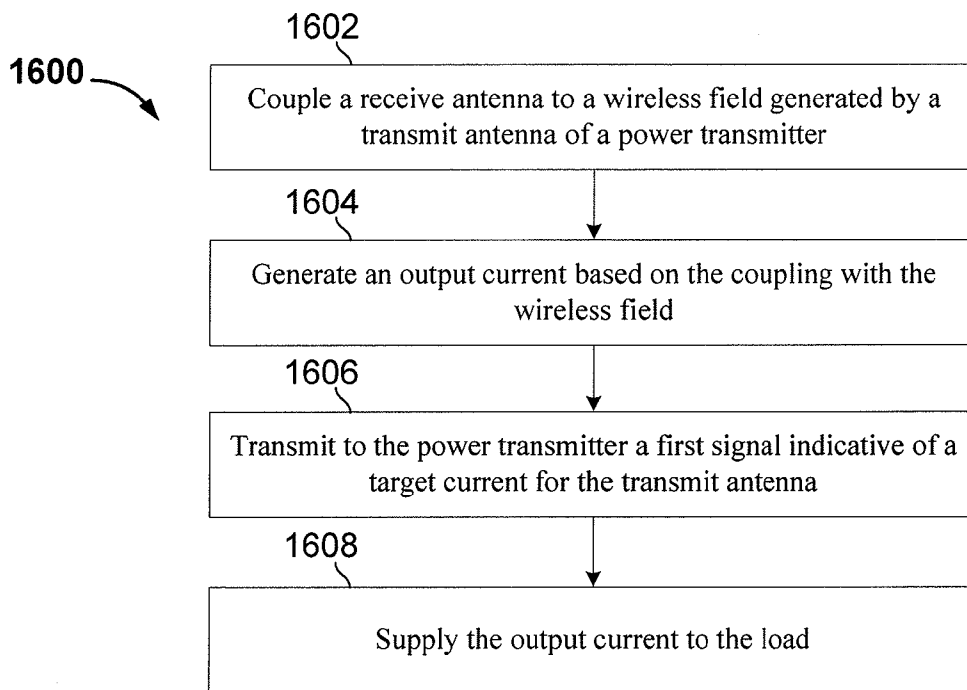 1602
1600
Couple a receive antenna to a wireless field generated by a
transmit antenna of a power transmitter
1604
Generate an output current based on the coupling with the
wireless field
1606
Transmit to the power transmitter a first signal indicative of a
target current for the transmit antenna
1608
Supply the output current to the load